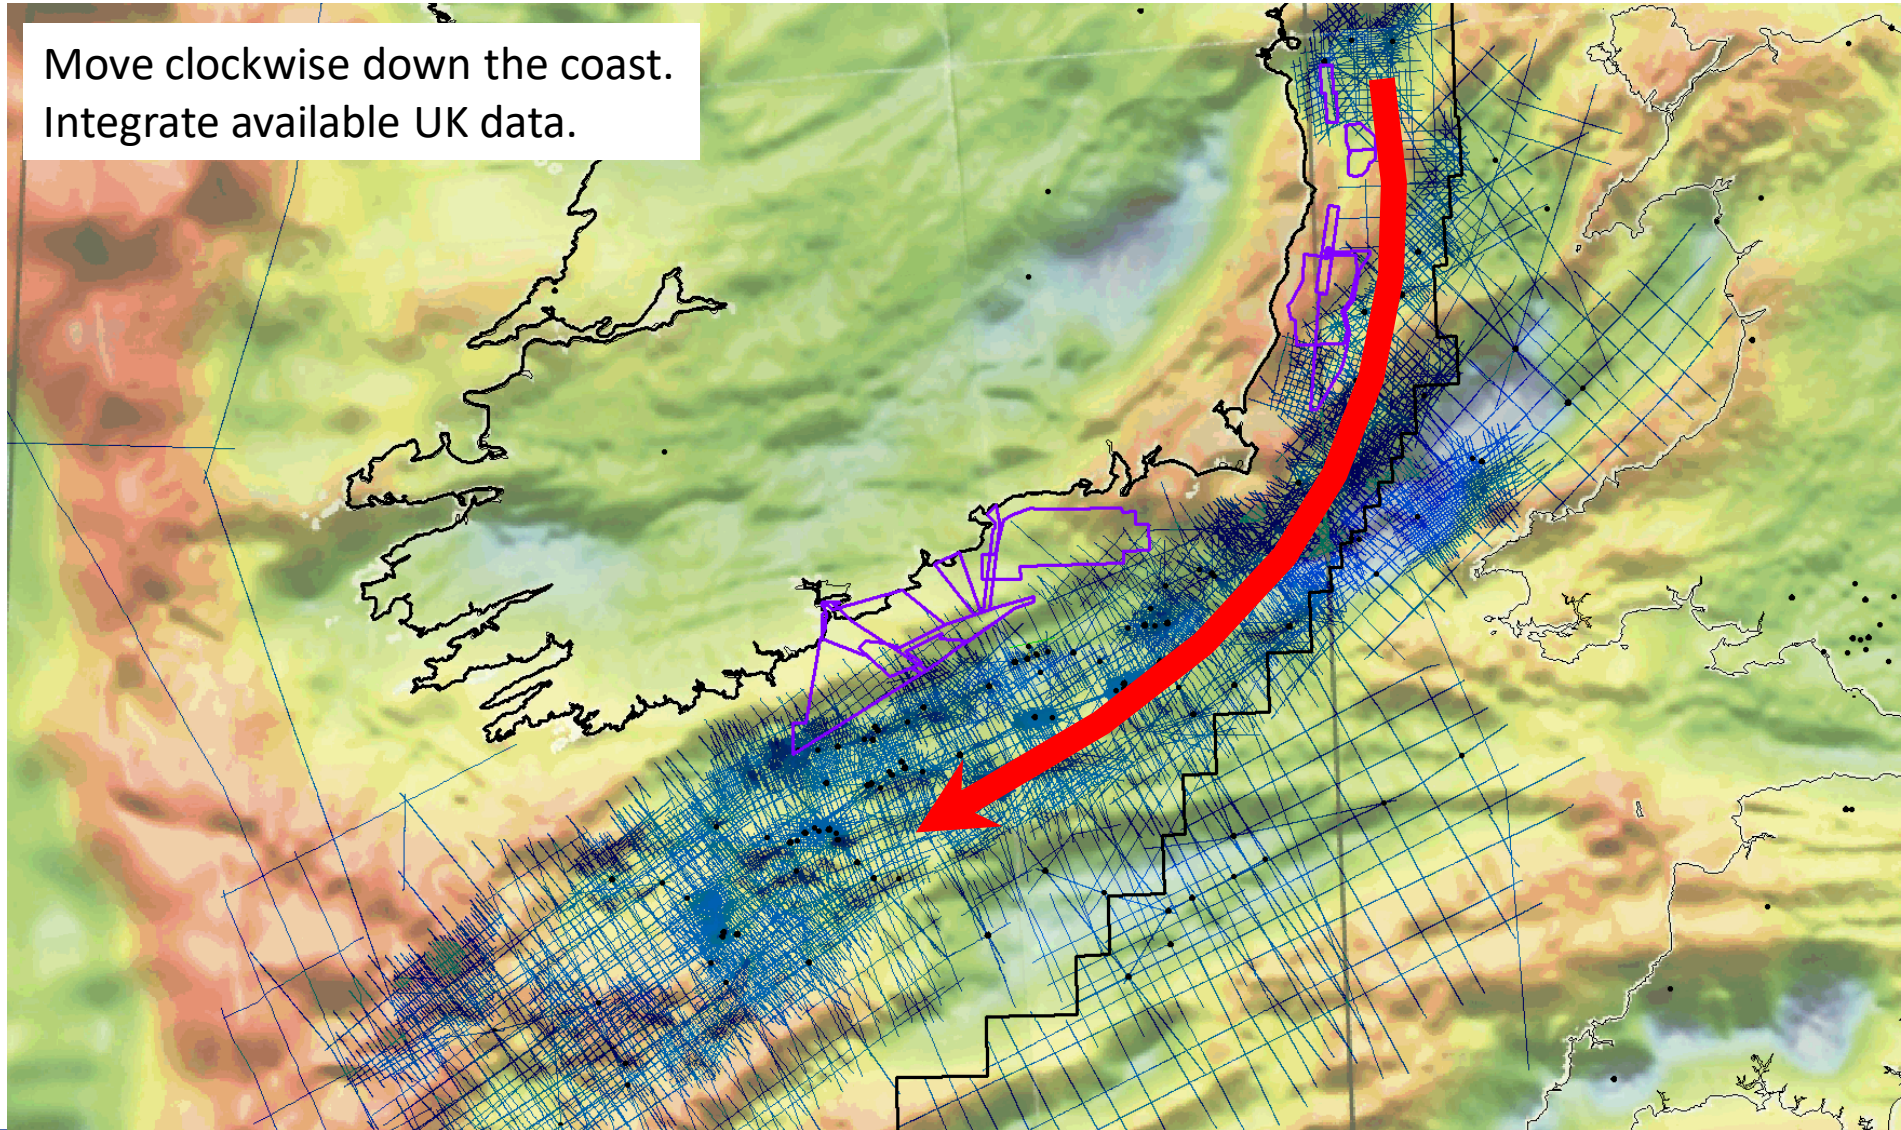 Move clockwise down the coast.
Integrate available UK data.